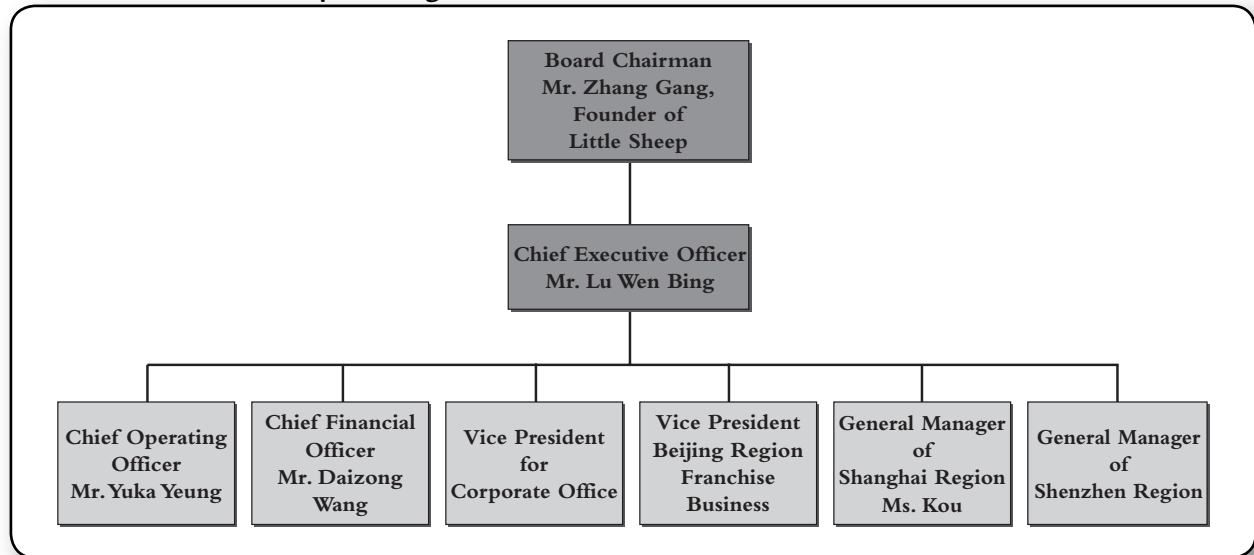 Board Chairman
Mr. Zhang Gang,
Founder of
Little Sheep
Chief Executive Officer
Mr. Lu Wen Bing
Chief Operating
Officer
Mr. Yuka Yeung
Chief Financial
Officer
Mr. Daizong
Wang
Vice President
for
Corporate Office
Vice President
Beijing Region
Franchise
Business
General Manager
of
Shanghai Region
Ms. Kou
General Manager
of
Shenzhen Region